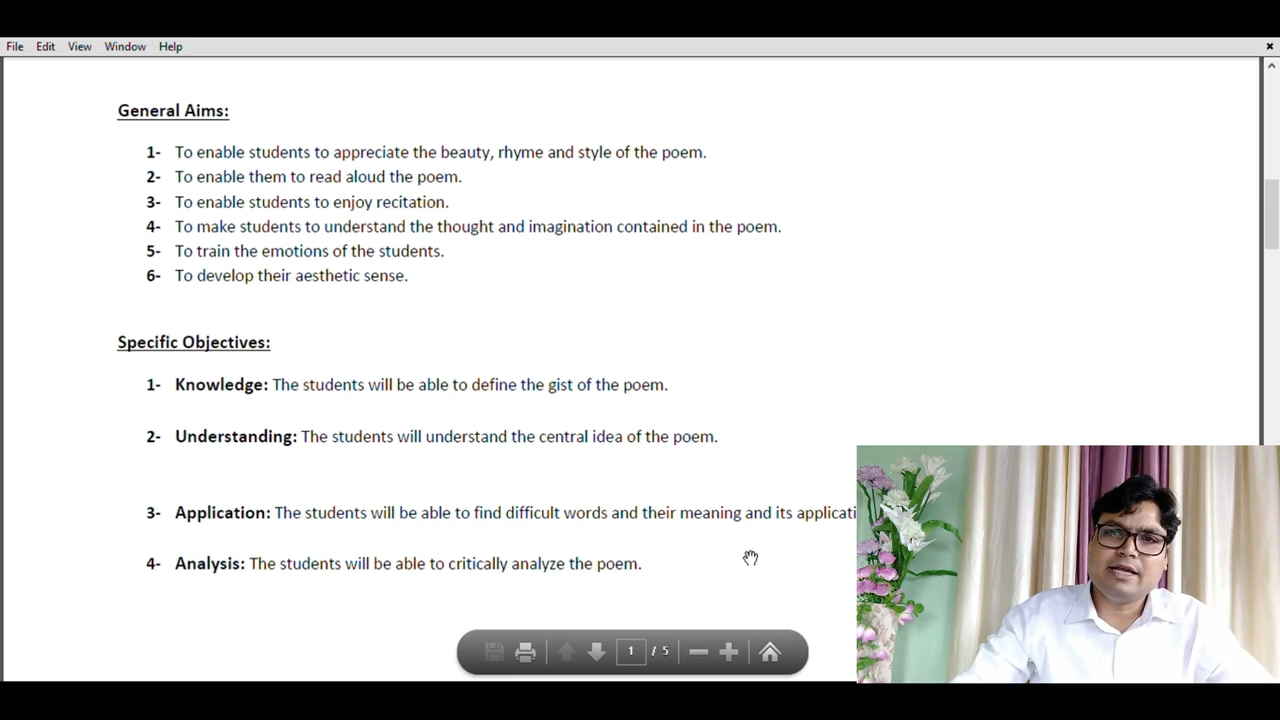 File Edit View Window Help
General Aims:
1- To enable students to appreciate the beauty, rhyme and style of the poem.
2- To enable them to read aloud the poem.
3- To enable students to enjoy recitation.
4- To make students to understand the thought and imagination contained in the poem.
5- To train the emotions of the students.
6- To develop their aesthetic sense.
Specific Objectives:
1- Knowledge: The students will be able to define the gist of the poem.
2- Understanding: The students will understand the central idea of the poem.
3- Application: The students will be able to find difficult words and their meaning and its
4- Analysis: The students will be able to critically analyze the poem.
1 / 5